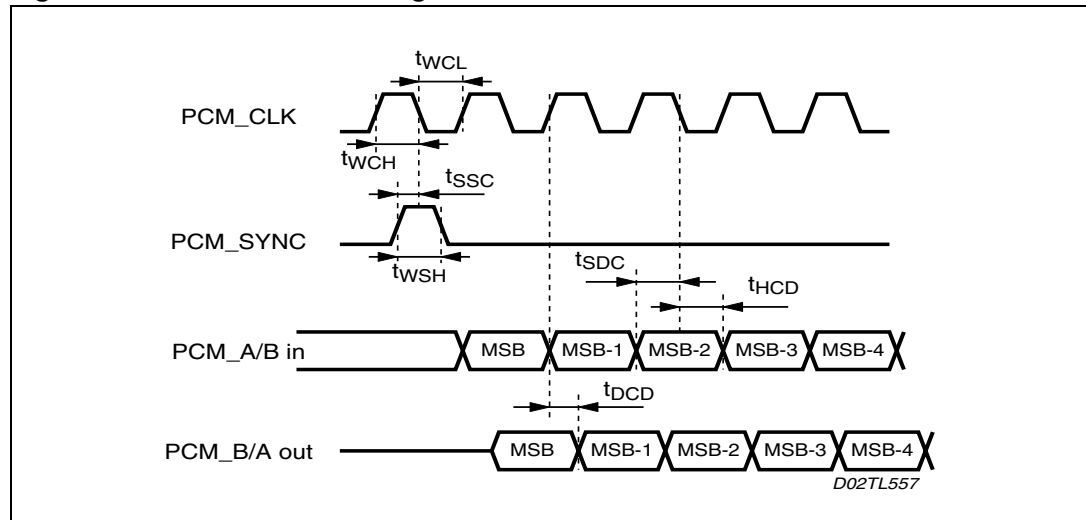 tWCL
PCM_CLK
tWCH
tSSC
PCM_SYNC
tWSH
tSDC
tHCD
PCM_A/B in
MSB MSB-1 MSB-2 MSB-3 MSB-4
tDCD
PCM_B/A out
MSB MSB-1 MSB-2 MSB-3 MSB-4
D02TL557